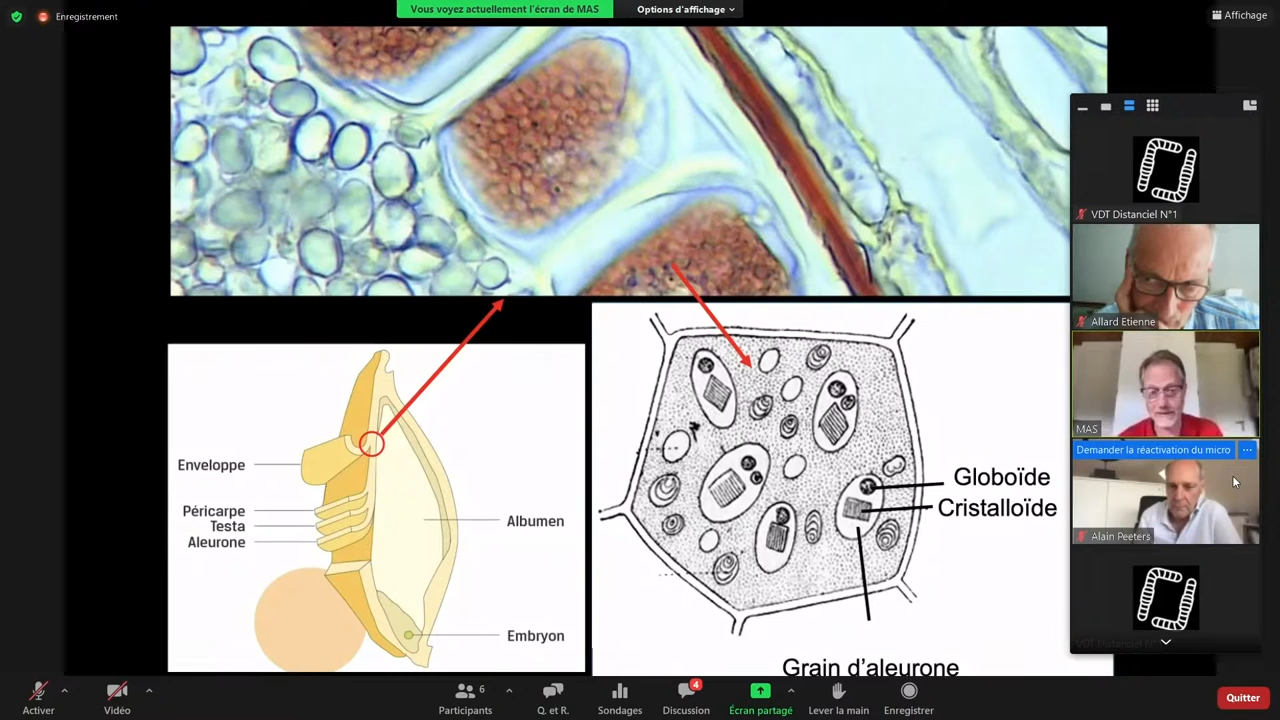 Enregistrement
Vous voyez actuellement l'écran de MAS
Options d'affichage
Affichage
VDT Distanciel N°1
Allard Etienne
MAS
Demander la réactivation du micro
...
Alain Peeters
Enveloppe
Péricarpe
Testa
Aleurone
Albumen
Embryon
Globoïde
Cristalloïde
Grain d'aleurone
Activer
Vidéo
6
Participants
Q. et R.
Sondages
4
Discussion
Écran partagé
Lever la main
Enregistrer
Quitter